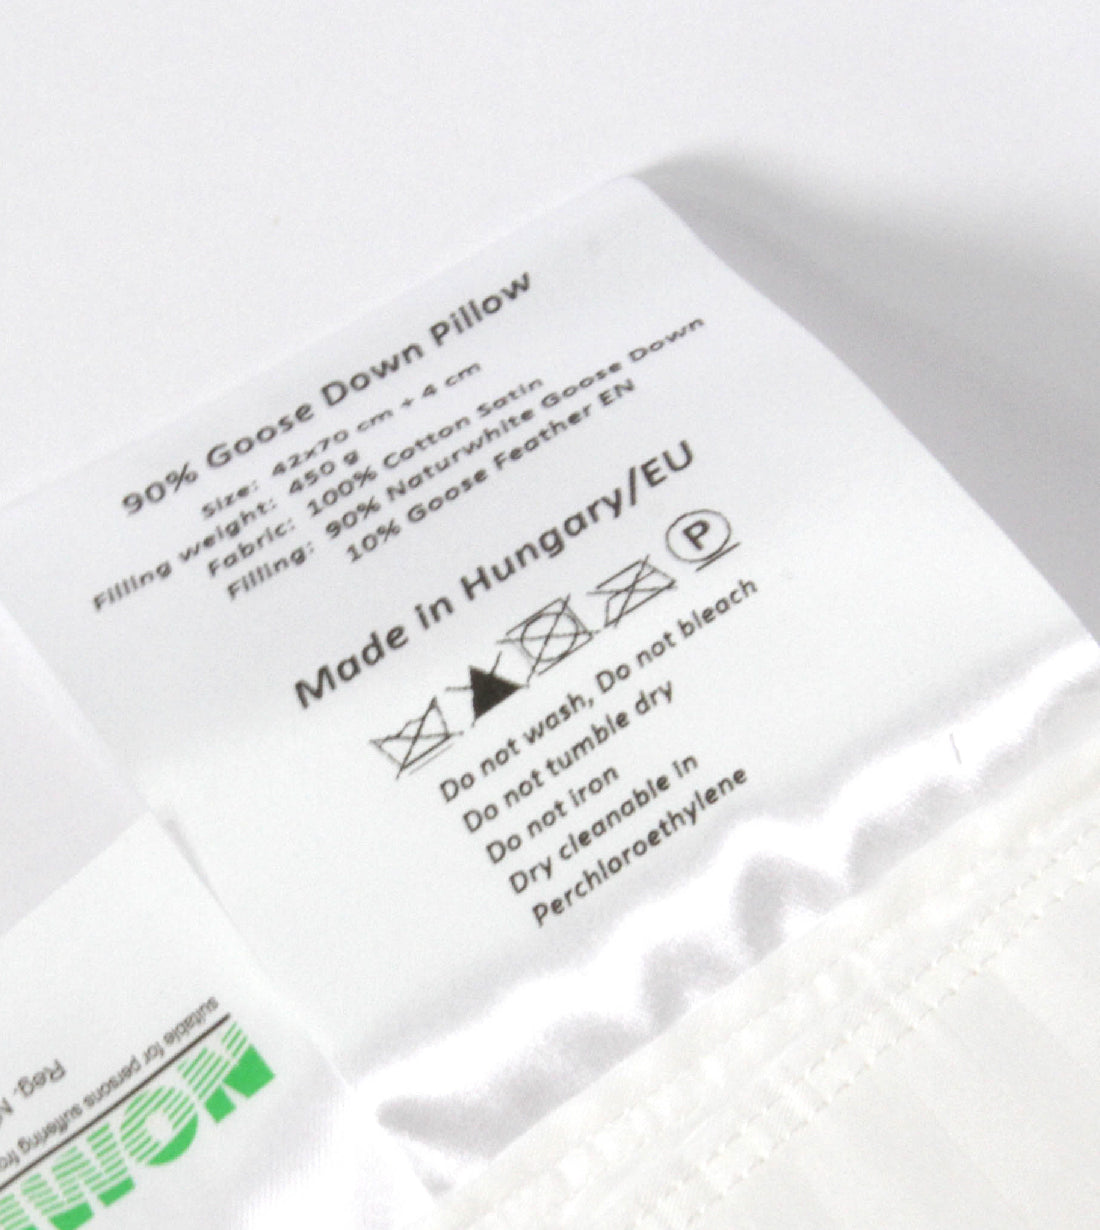 90% Goose Down Pillow
Size: 42x70 cm + 4 cm
Filling weight: 450 g
Fabric: 100% Cotton Satin
Filling: 90% Naturwhite Goose Down
10% Goose Feather EN
Made in Hungary/EU
P
Do not wash, Do not bleach
Do not tumble dry
Do not iron
Dry cleanable in
Perchloroethylene
Reg.
suitable for persons suffering
NOM